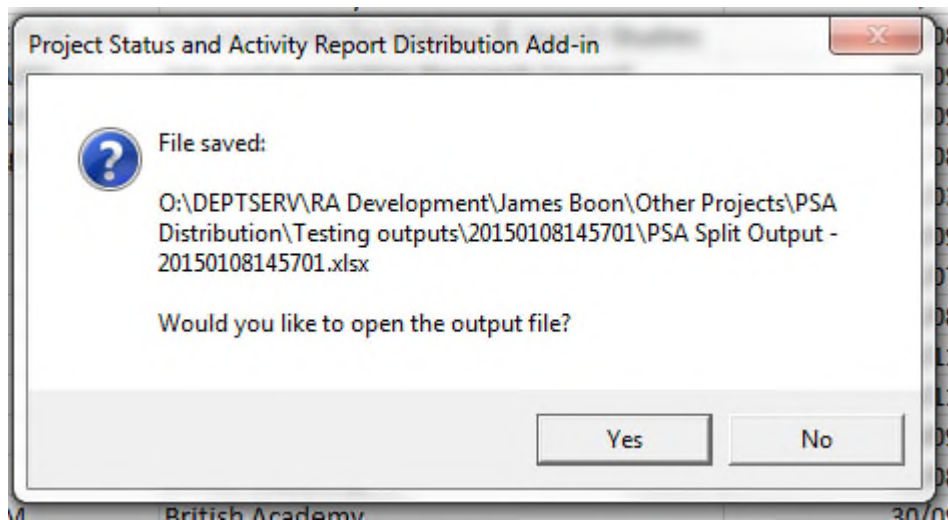 Project Status and Activity Report Distribution Add-in
File saved:
O:\DEPTSERV\RA Development\James Boon\Other Projects\PSA
Distribution\Testing outputs\20150108145701\PSA Split Output -
20150108145701.xlsx
Would you like to open the output file?
Yes
No
British Academy